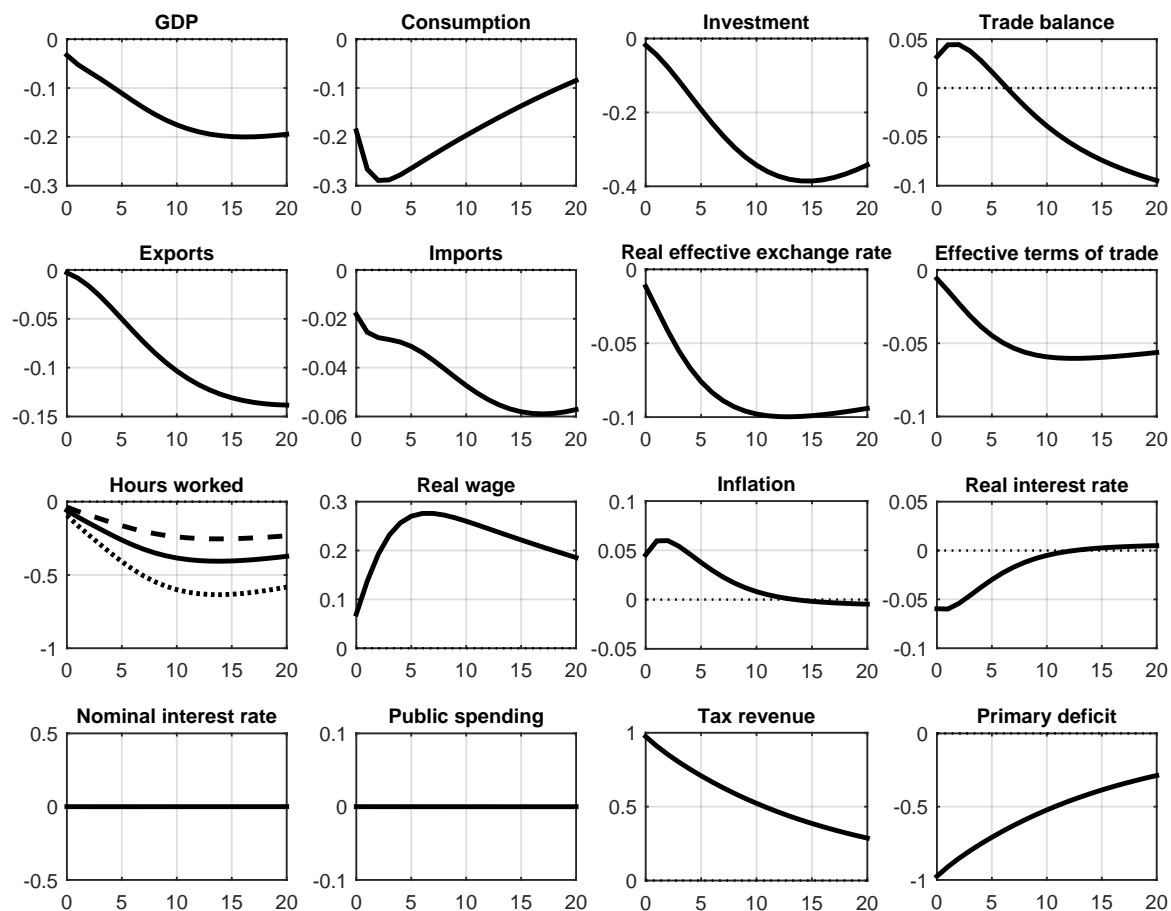 GDP Consumption Investment Trade balance
0 0 0 0.05
-0.1 -0.1 -0.2 0
-0.2 -0.2 -0.05
-0.3 -0.3 -0.4 -0.1
0 5 10 15 20 0 5 10 15 20 0 5 10 15 20 0 5 10 15 20
Exports Imports Real effective exchange rate Effective terms of trade
0 0 0 0
-0.05 -0.02 -0.05 -0.05
-0.1 -0.04
-0.15 -0.06 -0.1 -0.1
0 5 10 15 20 0 5 10 15 20 0 5 10 15 20 0 5 10 15 20
Hours worked Real wage Inflation Real interest rate
0 0.3 0.1 0.05
-0.5 0.2 0.05 0
0.1 0 -0.05
-1 0 -0.05 -0.1
0 5 10 15 20 0 5 10 15 20 0 5 10 15 20 0 5 10 15 20
Nominal interest rate Public spending Tax revenue Primary deficit
0.5 0.1 1 0
0 0 0.5 -0.5
-0.5 -0.1 0 -1
0 5 10 15 20 0 5 10 15 20 0 5 10 15 20 0 5 10 15 20